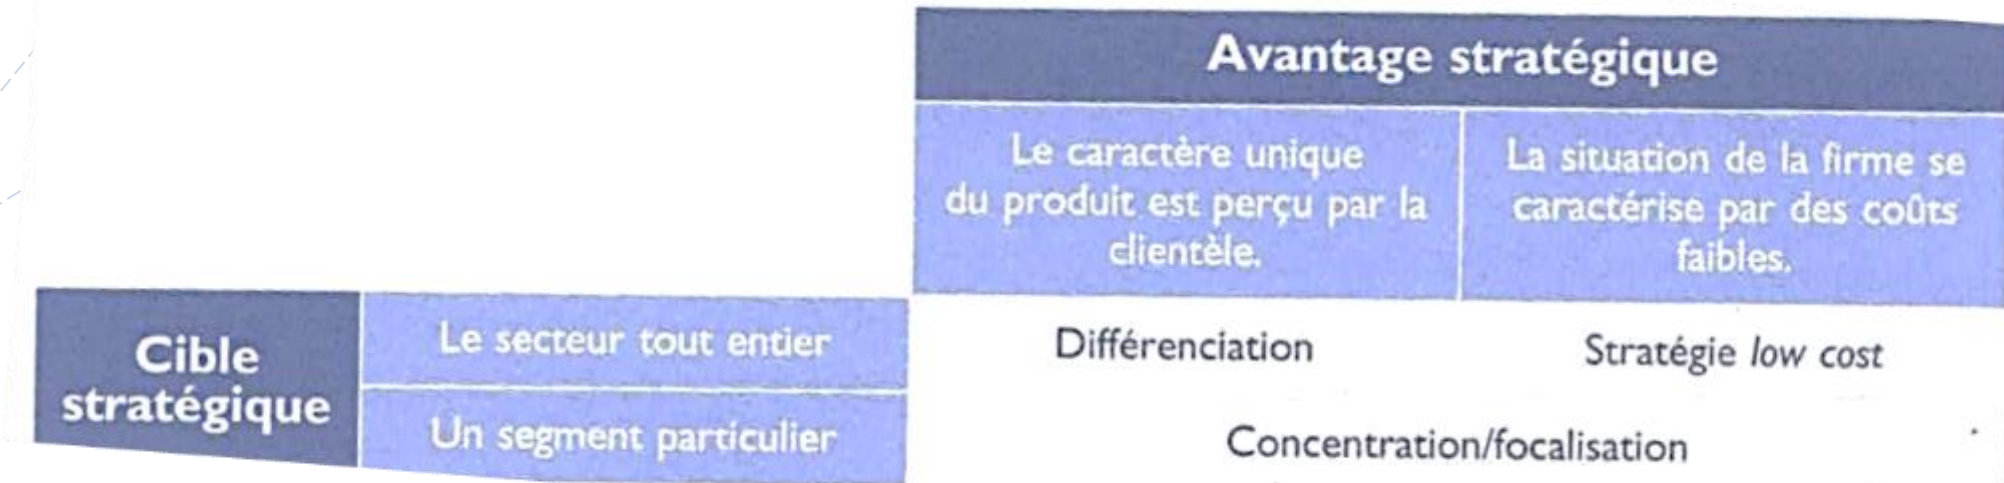 Avantage stratégique
Le caractère unique
du produit est perçu par la
clientèle.
La situation de la firme se
caractérise par des coûts
faibles.
Cible
stratégique
Le secteur tout entier
Différenciation
Stratégie low cost
Un segment particulier
Concentration/focalisation